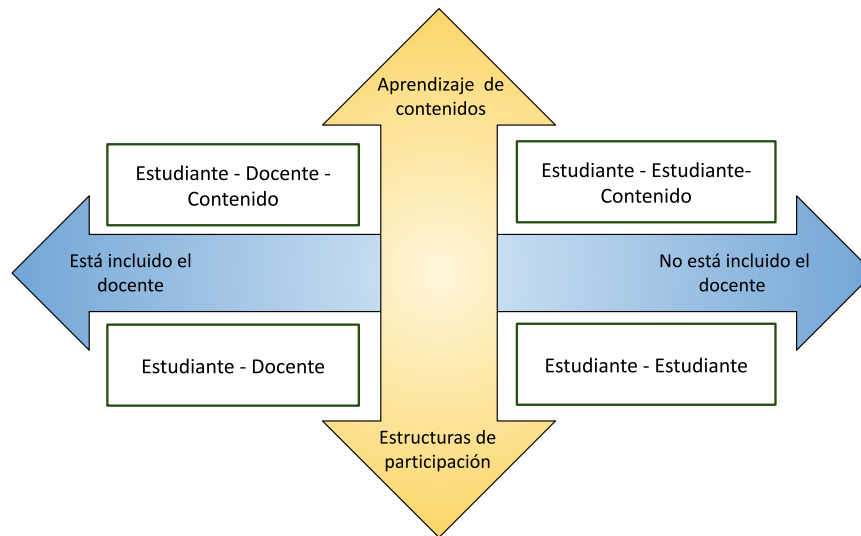 Aprendizaje de
contenidos
Estudiante - Docente -
Contenido
Estudiante - Estudiante-
Contenido
Está incluido el
docente
No está incluido el
docente
Estudiante - Docente
Estudiante - Estudiante
Estructuras de
participación